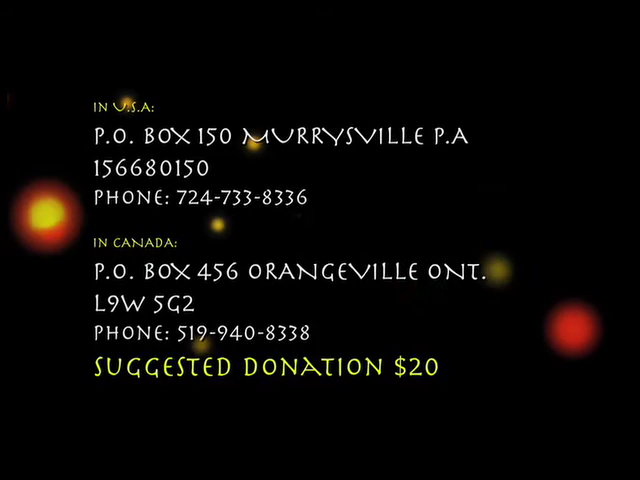 IN U.S.A:
P.O. BOX 150 MURRYSVILLE P.A
156680150
PHONE: 724-733-8336
IN CANADA:
P.O. BOX 456 ORANGEVILLE ONT.
L9W 5G2
PHONE: 519-940-8338
SUGGESTED DONATION $20